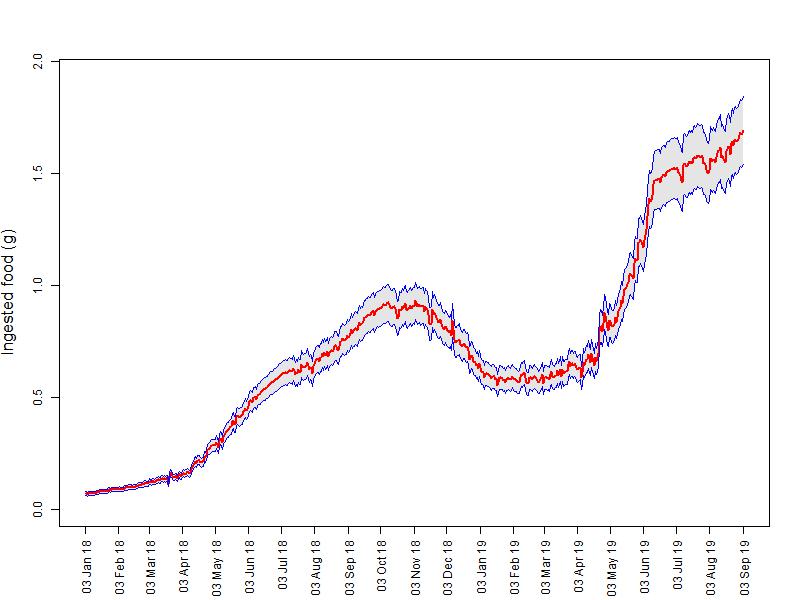 Ingested food (g)
2.0
1.5
1.0
0.5
0.0
03 Jan 18
03 Feb 18
03 Mar 18
03 Apr 18
03 May 18
03 Jun 18
03 Jul 18
03 Aug 18
03 Sep 18
03 Oct 18
03 Nov 18
03 Dec 18
03 Jan 19
03 Feb 19
03 Mar 19
03 Apr 19
03 May 19
03 Jun 19
03 Jul 19
03 Aug 19
03 Sep 19